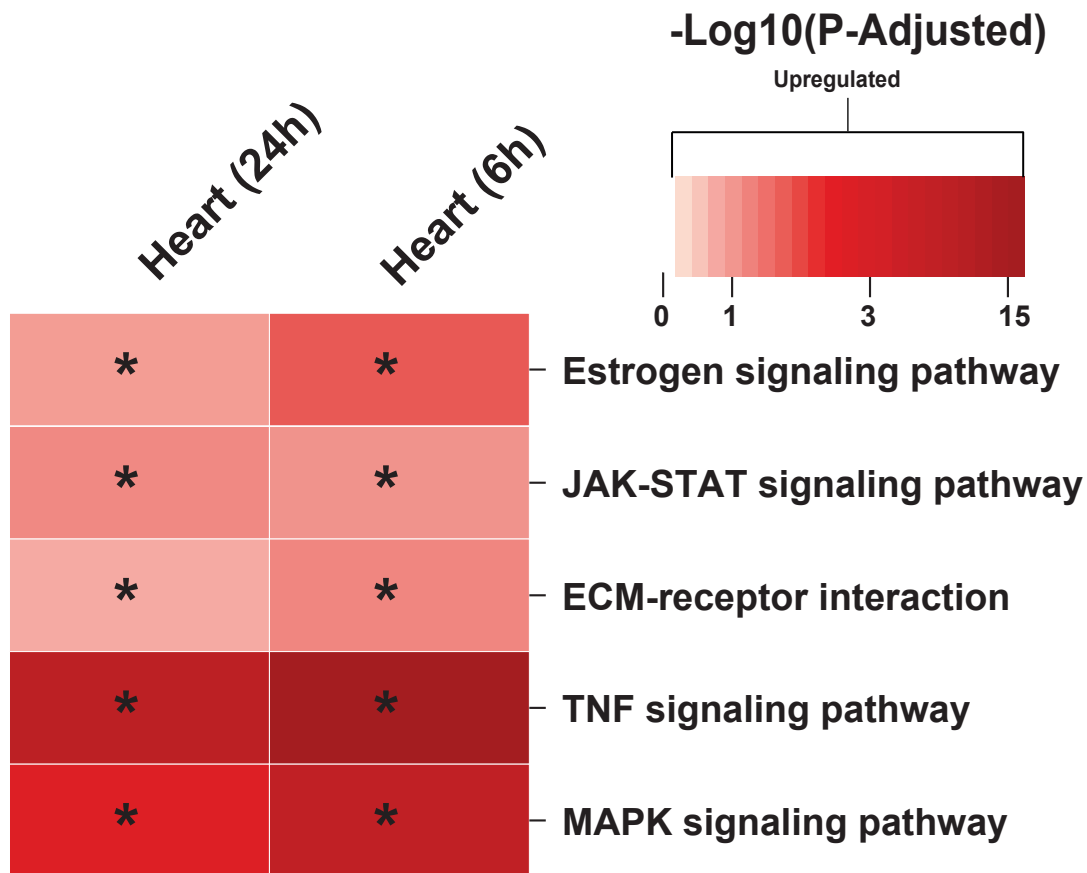 -Log10(P-Adjusted)
Upregulated
0 1 3 15
Heart (24h)
Heart (6h)
* * Estrogen signaling pathway
* * JAK-STAT signaling pathway
* * ECM-receptor interaction
* * TNF signaling pathway
* * MAPK signaling pathway